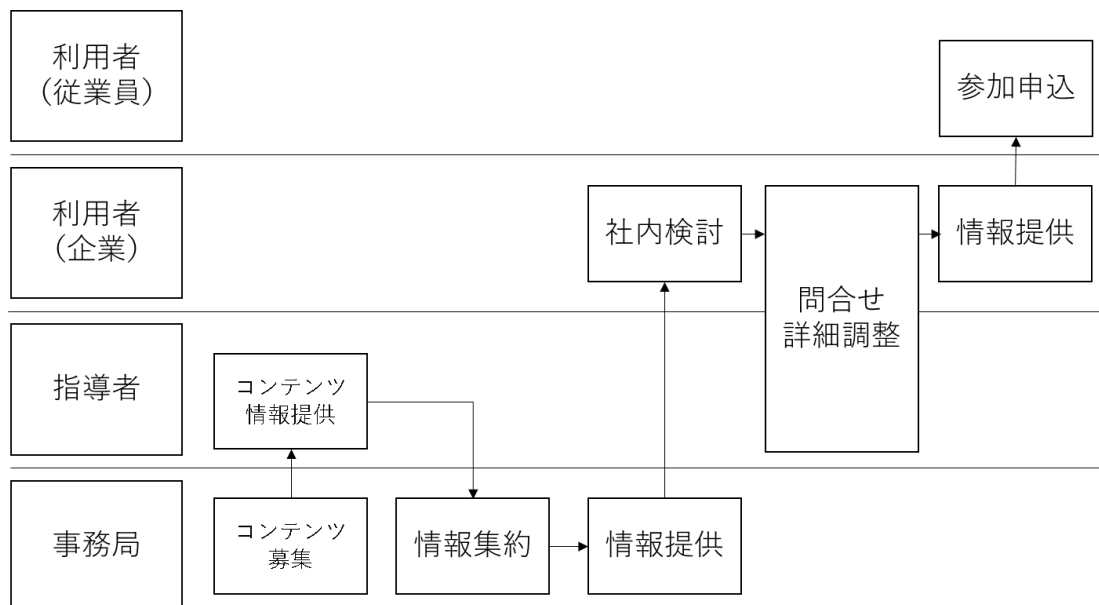 利用者
（従業員）
参加申込
利用者
（企業）
社内検討
問合せ
詳細調整
情報提供
指導者
コンテンツ
情報提供
事務局
コンテンツ
募集
情報集約
情報提供